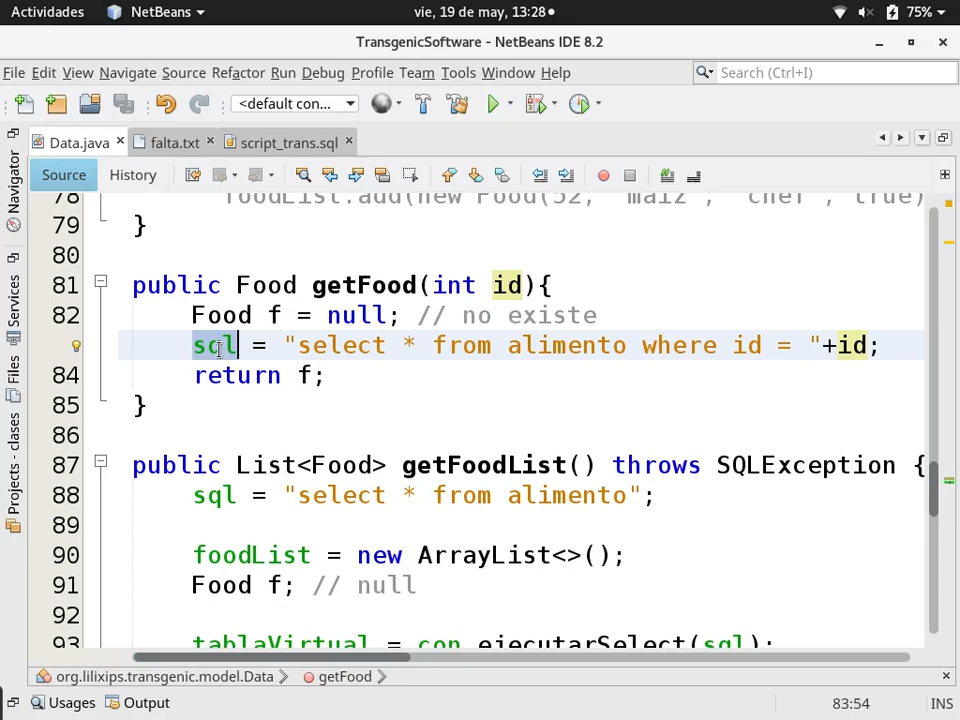 Actividades NetBeans vie, 19 de may, 13:28 75%
TransgenicSoftware - NetBeans IDE 8.2
File Edit View Navigate Source Refactor Run Debug Profile Team Tools Window Help Search (Ctrl+I)
<default con...
Data.java falta.txt script_trans.sql
Source History
Navigator
Services
Files
Projects - clases
78 foodList.add(new Food(52, "maiz", "chef", true)
79 }
80
81 public Food getFood(int id){
82 Food f = null; // no existe
sql = "select * from alimento where id = "+id;
84 return f;
85 }
86
87 public List<Food> getFoodList() throws SQLException {
88 sql = "select * from alimento";
89
90 foodList = new ArrayList<>();
91 Food f; // null
92
93 tablaVirtual = con.ejecutarSelect(sql);
org.lilixips.transgenic.model.Data getFood
Usages Output 83:54 INS